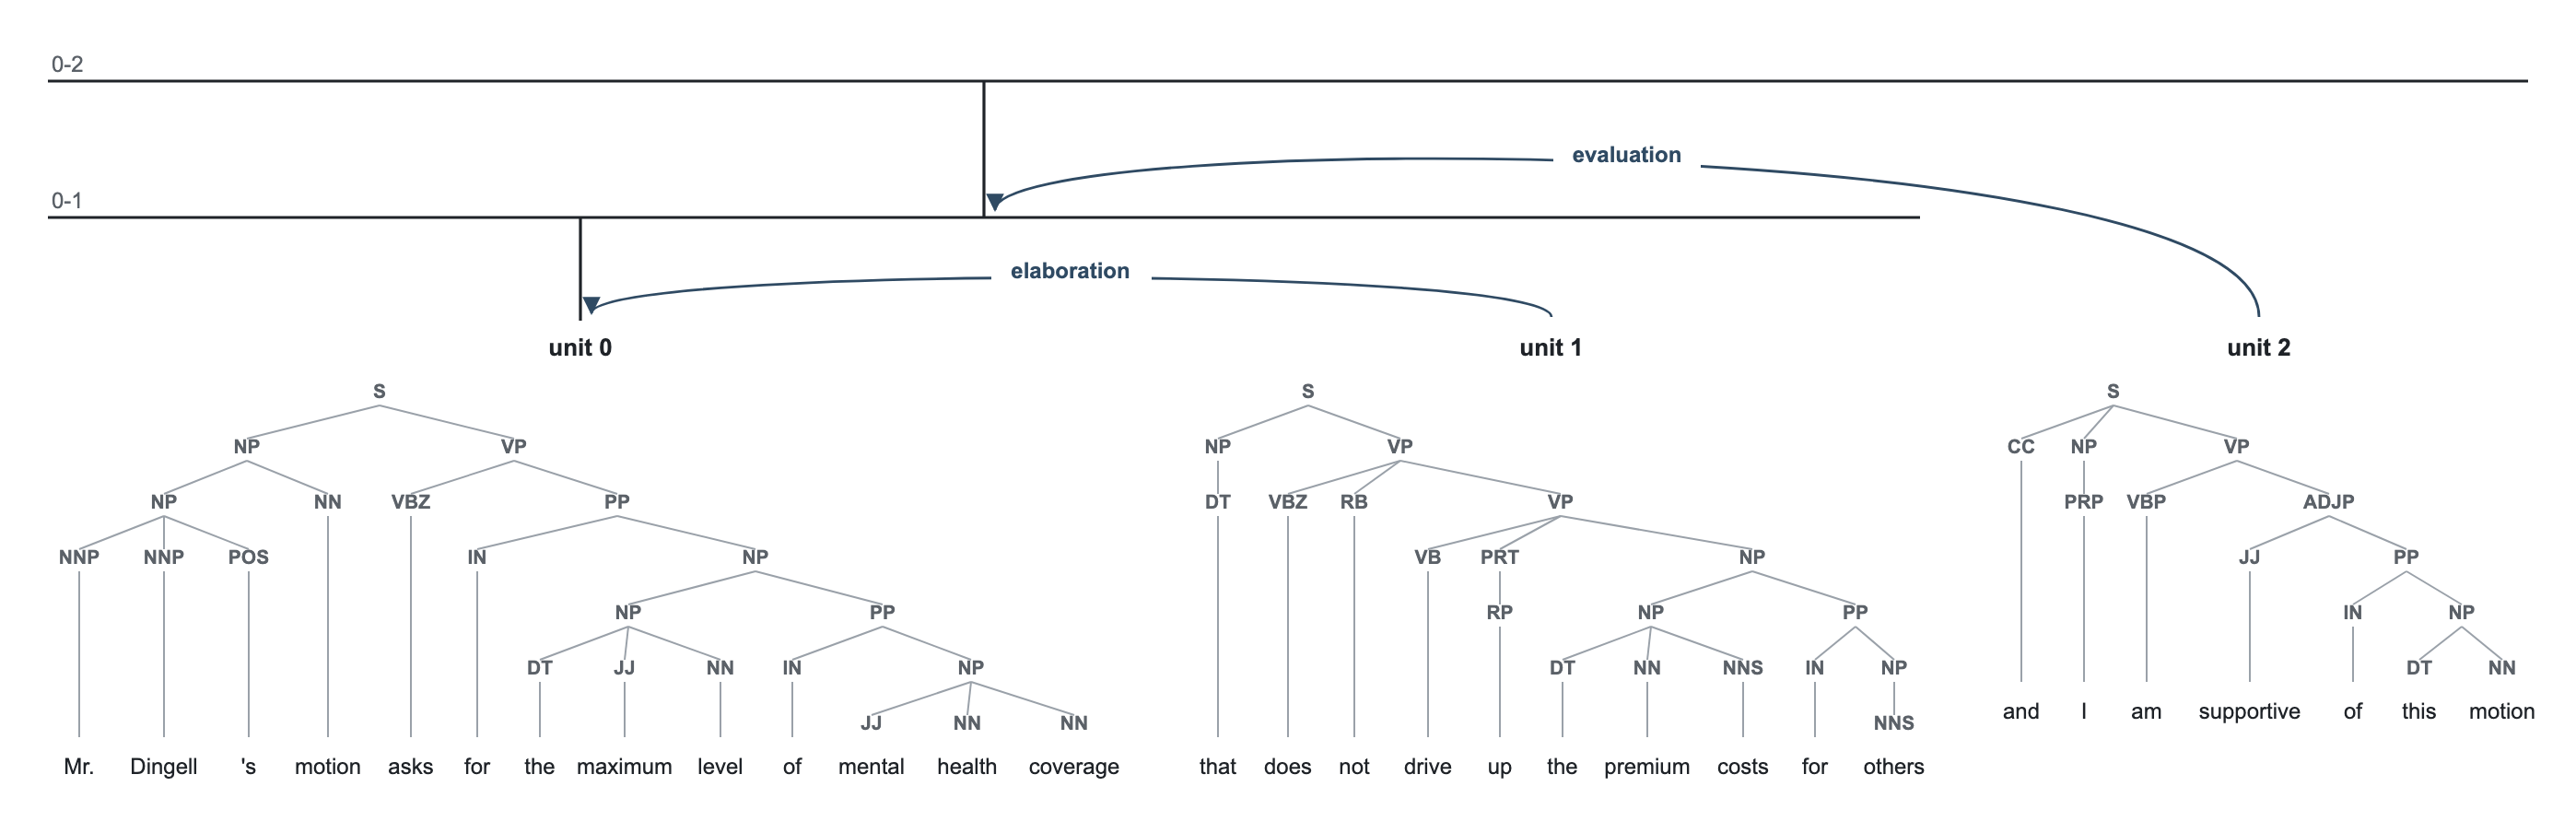 0-2
evaluation
0-1
elaboration
unit 0 unit 1 unit 2
S S S
NP VP NP VP CC NP VP
NP NN VBZ PP DT VBZ RB VP PRP VBP ADJP
NNP NNP POS IN NP VB PRT NP JJ PP
NP PP RP NP PP IN NP
DT JJ NN IN NP DT NN NNS IN NP DT NN
and I am supportive of this motion
JJ NN NN NNS
Mr. Dingell 's motion asks for the maximum level of mental health coverage that does not drive up the premium costs for others